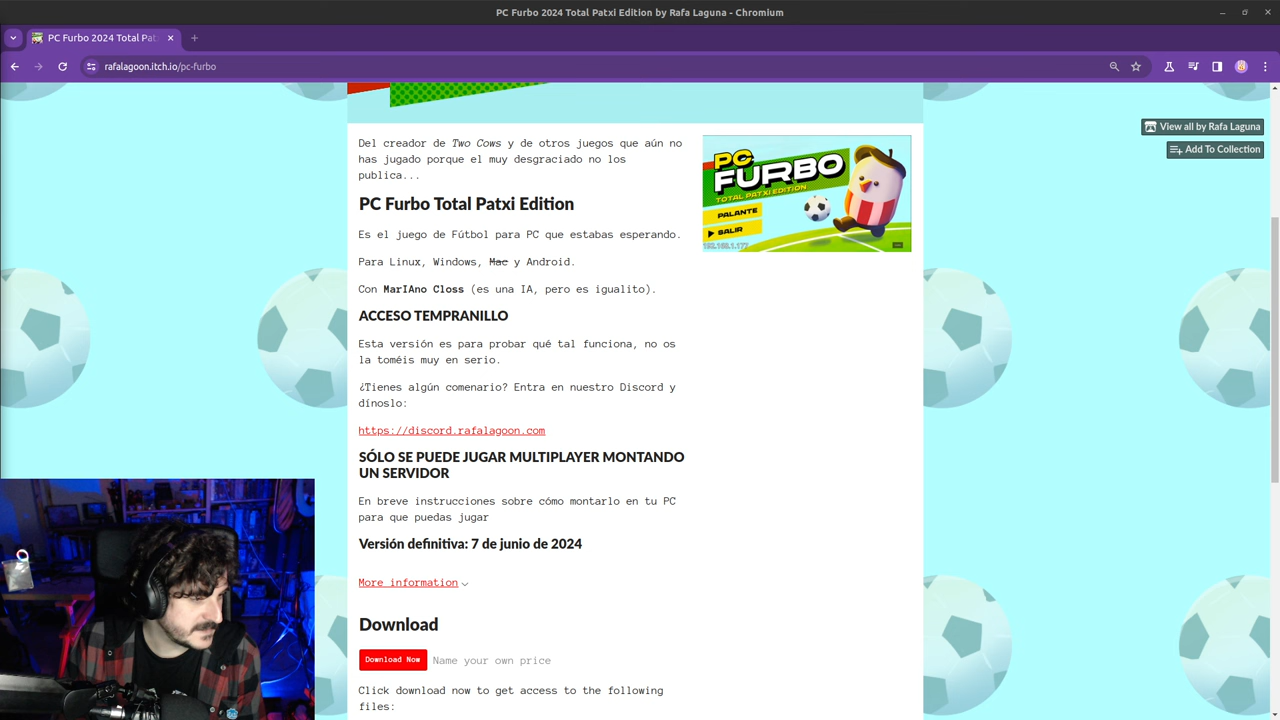 PC Furbo 2024 Total Patxi Edition by Rafa Laguna - Chromium
PC Furbo 2024 Total Pat
rafalagoon.itch.io/pc-furbo
View all by Rafa Laguna
Add To Collection
Del creador de Two Cows y de otros juegos que aún no
has jugado porque el muy desgraciado no los
publica...
PC Furbo Total Patxi Edition
Es el juego de Fútbol para PC que estabas esperando.
Para Linux, Windows, Mac y Android.
Con MarIAno Closs (es una IA, pero es igualito).
ACCESO TEMPRANILLO
Esta versión es para probar qué tal funciona, no os
la toméis muy en serio.
¿Tienes algún comenario? Entra en nuestro Discord y
dínoslo:
https://discord.rafalagoon.com
SÓLO SE PUEDE JUGAR MULTIPLAYER MONTANDO
UN SERVIDOR
En breve instrucciones sobre cómo montarlo en tu PC
para que puedas jugar
Versión definitiva: 7 de junio de 2024
More information
Download
Download Now Name your own price
Click download now to get access to the following
files:
PC
FURBO
TOTAL PATXI EDITION
PALANTE
SALIR
192.168.1.177